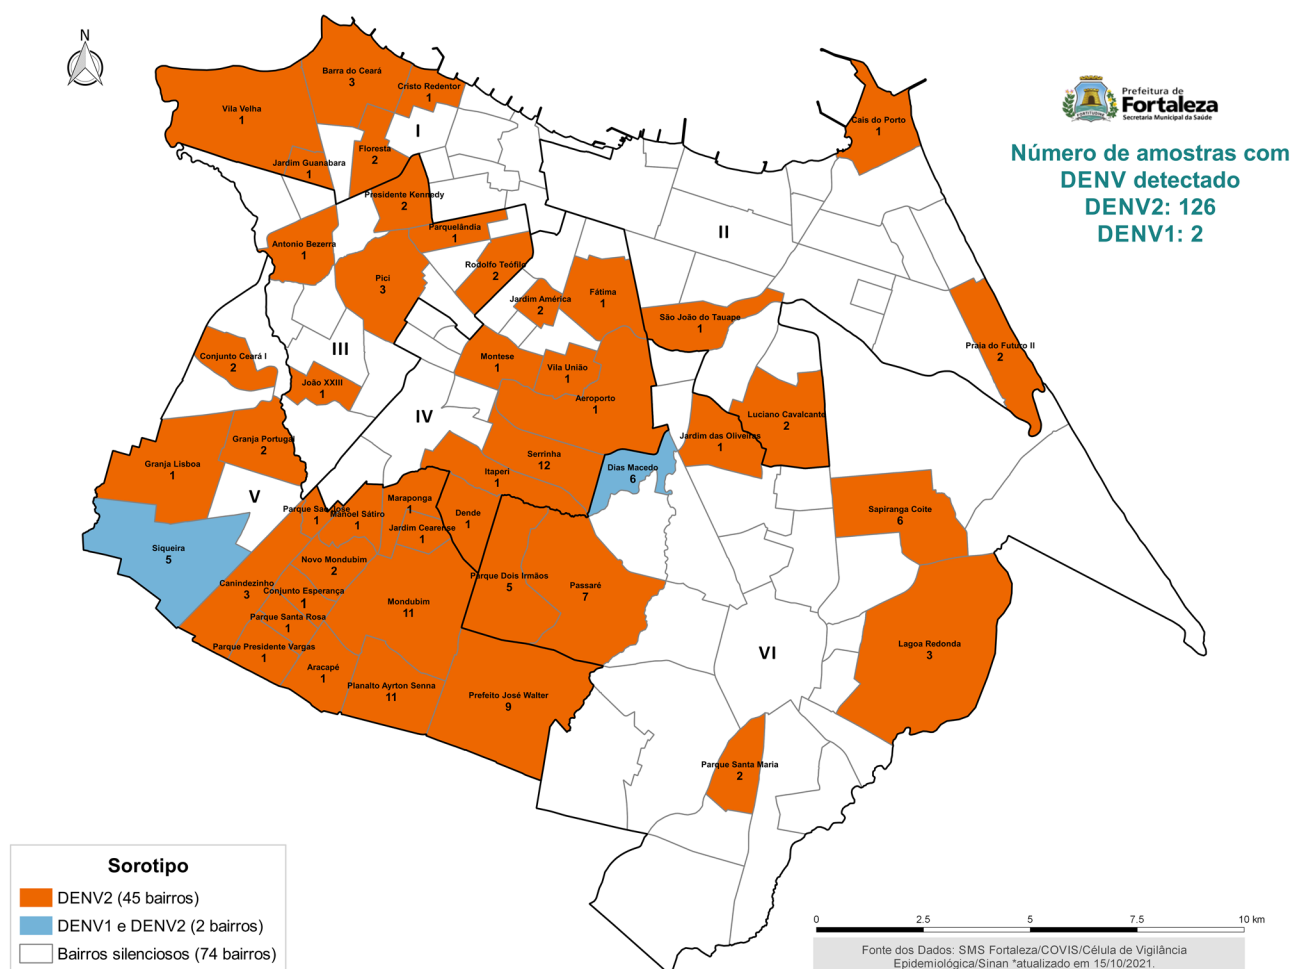 N
Prefeitura de
Fortaleza
Secretaria Municipal da Saúde
FORTITUDINE
Número de amostras com
DENV detectado
DENV2: 126
DENV1: 2
Barra do Ceará
3
Cristo Redentor
1
Vila Velha
1
I
Cais do Porto
1
Floresta
2
Jardim Guanabara
1
Presidente Kennedy
2
Parquelândia
1
II
Antonio Bezerra
1
Rodolfo Teófilo
2
Pici
3
Jardim América
2
Fátima
1
São João do Tauape
1
Praia do Futuro II
2
III
Conjunto Ceará I
2
Montese
1
Vila União
1
João XXIII
1
Aeroporto
1
IV
Luciano Cavalcante
2
Jardim das Oliveiras
1
Granja Portugal
2
Granja Lisboa
1
Serrinha
12
Dias Macedo
6
Itaperi
1
V
Maraponga
1
Parque Sao Jose
1
Manoel Sátiro
1
Dende
1
Jardim Cearense
1
Sapiranga Coite
6
Siqueira
5
Novo Mondubim
2
Parque Dois Irmãos
5
Passaré
7
Canindezinho
3
Conjunto Esperança
1
Mondubim
11
Parque Santa Rosa
1
Parque Presidente Vargas
1
Lagoa Redonda
3
VI
Aracapé
1
Planalto Ayrton Senna
11
Prefeito José Walter
9
Parque Santa Maria
2
Sorotipo
DENV2 (45 bairros)
DENV1 e DENV2 (2 bairros)
Bairros silenciosos (74 bairros)
0 2.5 5 7.5 10 km
Fonte dos Dados: SMS Fortaleza/COVIS/Célula de Vigilância
Epidemiológica/Sinan *atualizado em 15/10/2021.